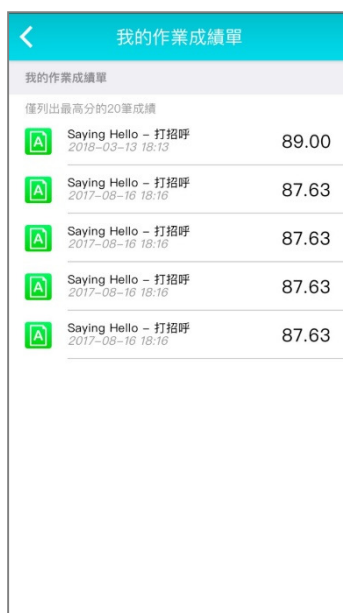 我的作業成績單
我的作業成績單
僅列出最高分的20筆成績
A
Saying Hello – 打招呼
2018-03-13 18:13
89.00
A
Saying Hello – 打招呼
2017-08-16 18:16
87.63
A
Saying Hello – 打招呼
2017-08-16 18:16
87.63
A
Saying Hello – 打招呼
2017-08-16 18:16
87.63
A
Saying Hello – 打招呼
2017-08-16 18:16
87.63